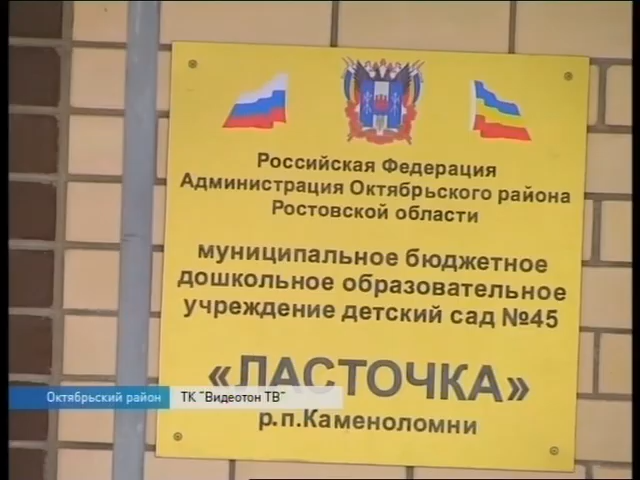 Российская Федерация
Администрация Октябрьского района
Ростовской области
муниципальное бюджетное
дошкольное образовательное
учреждение детский сад №45
«ЛАСТОЧКА»
Октябрьский район ТК "Видеотон ТВ"
р.п.Каменоломни